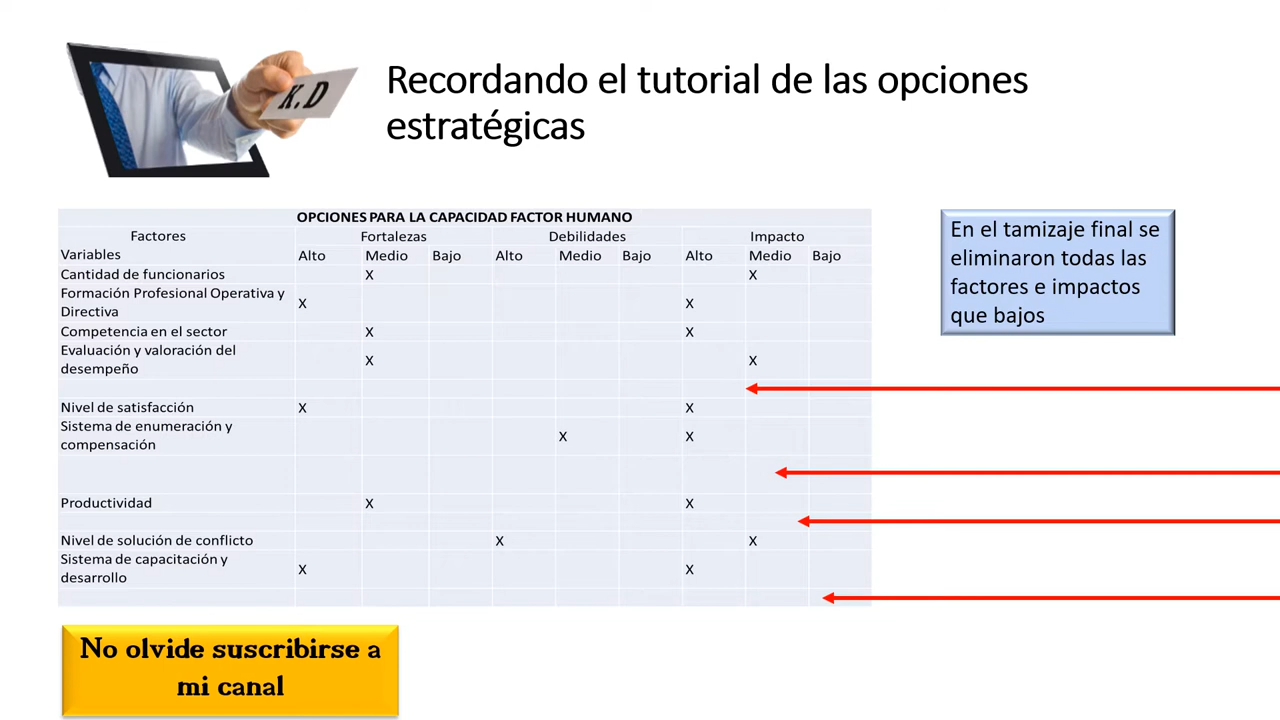 K.D
Recordando el tutorial de las opciones
estratégicas
OPCIONES PARA LA CAPACIDAD FACTOR HUMANO
Factores Fortalezas Debilidades Impacto
Variables Alto Medio Bajo Alto Medio Bajo Alto Medio Bajo
Cantidad de funcionarios X X
Formación Profesional Operativa y
Directiva X X
Competencia en el sector X X
Evaluación y valoración del
desempeño X X
Nivel de satisfacción X X
Sistema de enumeración y
compensación X X
Productividad X X
Nivel de solución de conflicto X X
Sistema de capacitación y
desarrollo X X
En el tamizaje final se
eliminaron todas las
factores e impactos
que bajos
No olvide suscribirse a
mi canal